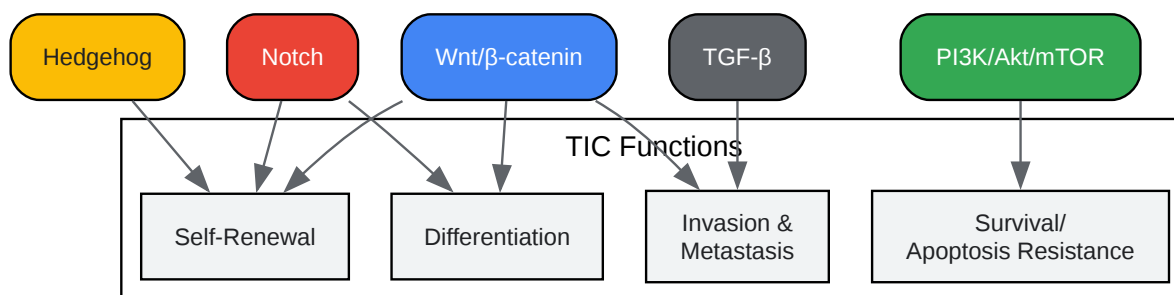 Hedgehog
Notch
Wnt/β-catenin
TGF-β
PI3K/Akt/mTOR
TIC Functions
Self-Renewal
Differentiation
Invasion &
Metastasis
Survival/
Apoptosis Resistance